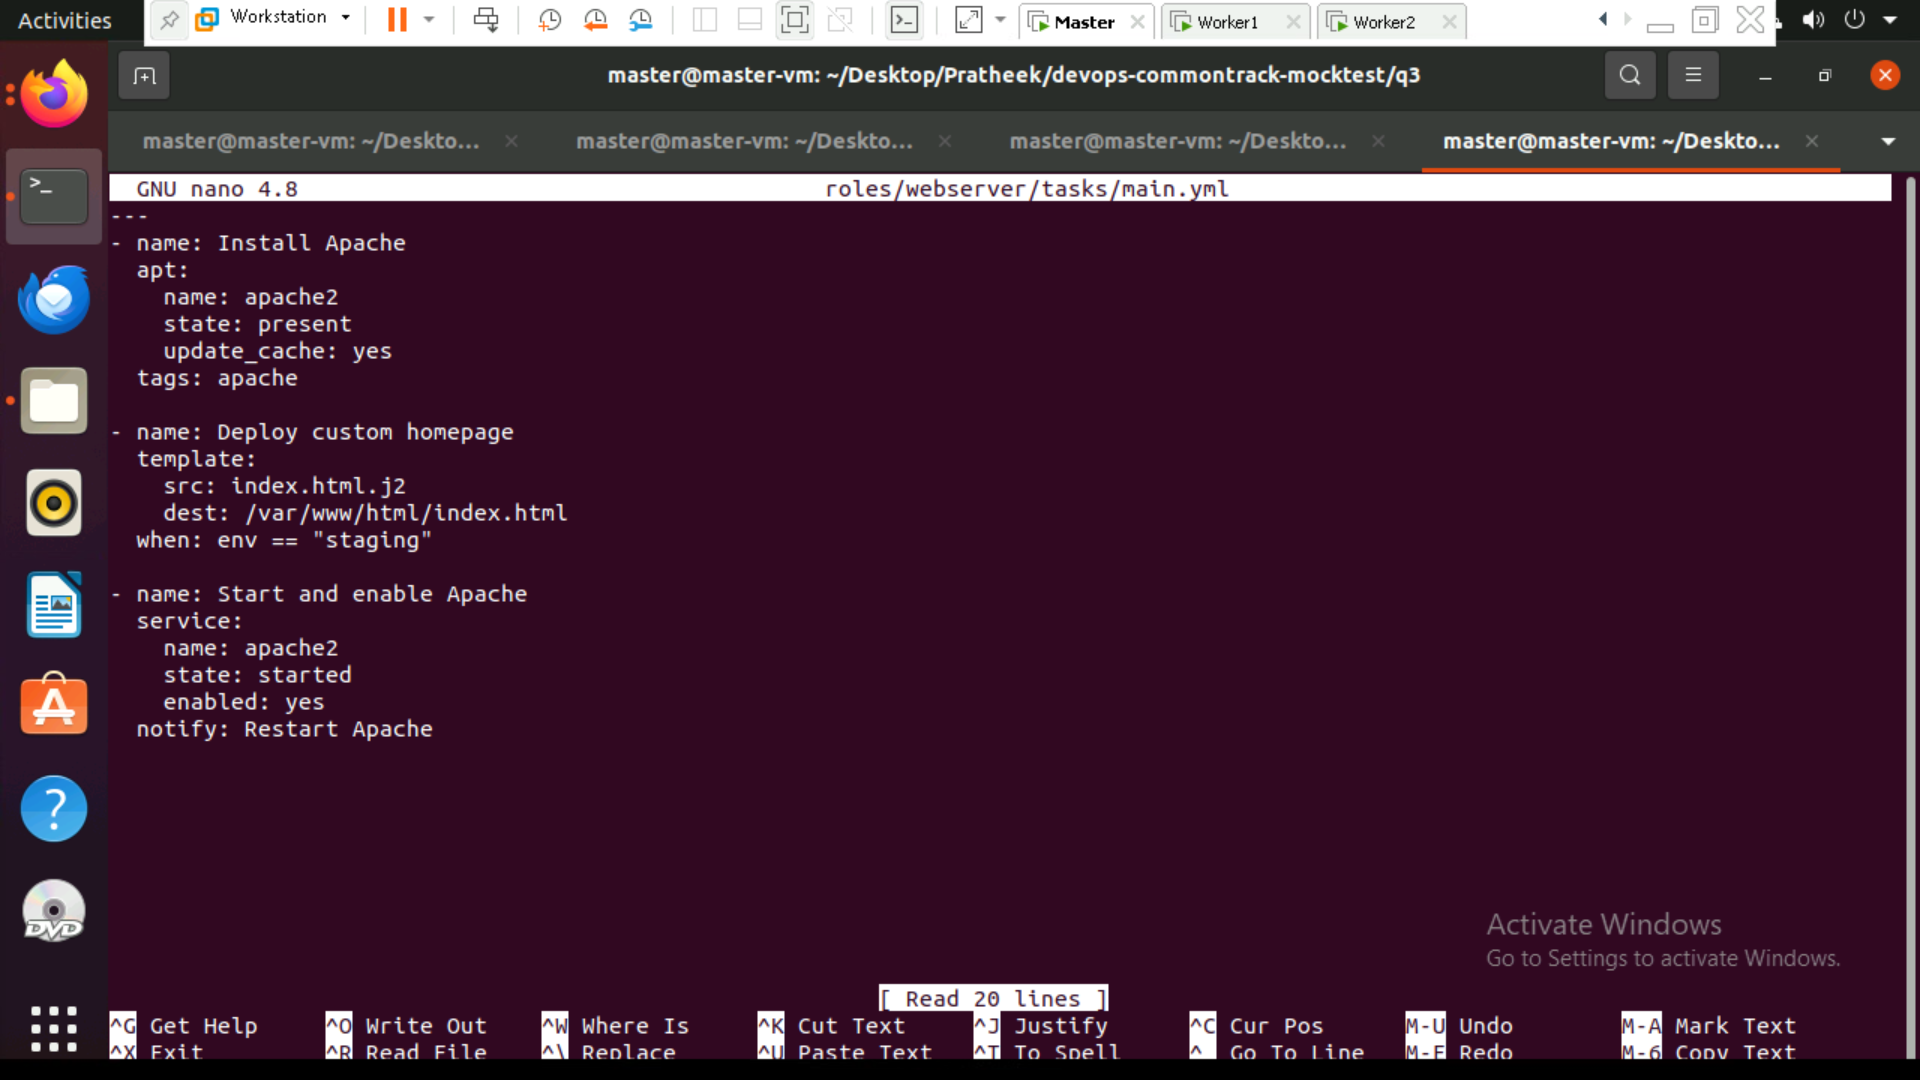 Activities
Workstation
Master
Worker1
Worker2
master@master-vm: ~/Desktop/Pratheek/devops-commontrack-mocktest/q3
master@master-vm: ~/Deskto...
master@master-vm: ~/Deskto...
master@master-vm: ~/Deskto...
master@master-vm: ~/Deskto...
GNU nano 4.8
roles/webserver/tasks/main.yml
---
- name: Install Apache
  apt:
    name: apache2
    state: present
    update_cache: yes
  tags: apache
- name: Deploy custom homepage
  template:
    src: index.html.j2
    dest: /var/www/html/index.html
  when: env == "staging"
- name: Start and enable Apache
  service:
    name: apache2
    state: started
    enabled: yes
  notify: Restart Apache
Activate Windows
Go to Settings to activate Windows.
[ Read 20 lines ]
^G Get Help ^O Write Out ^W Where Is ^K Cut Text ^J Justify ^C Cur Pos M-U Undo M-A Mark Text
^X Exit ^R Read File ^\ Replace ^U Paste Text ^T To Spell ^_ Go To Line M-E Redo M-6 Copy Text
DVD